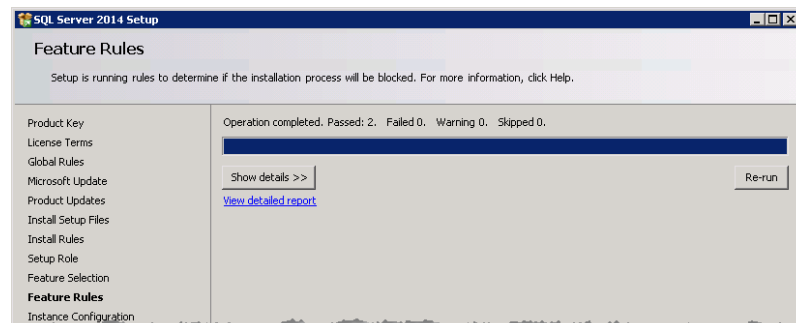 SQL Server 2014 Setup
Feature Rules
Setup is running rules to determine if the installation process will be blocked. For more information, click Help.
Product Key
License Terms
Global Rules
Microsoft Update
Product Updates
Install Setup Files
Install Rules
Setup Role
Feature Selection
Feature Rules
Instance Configuration
Operation completed. Passed: 2. Failed 0. Warning 0. Skipped 0.
Show details >>
Re-run
View detailed report